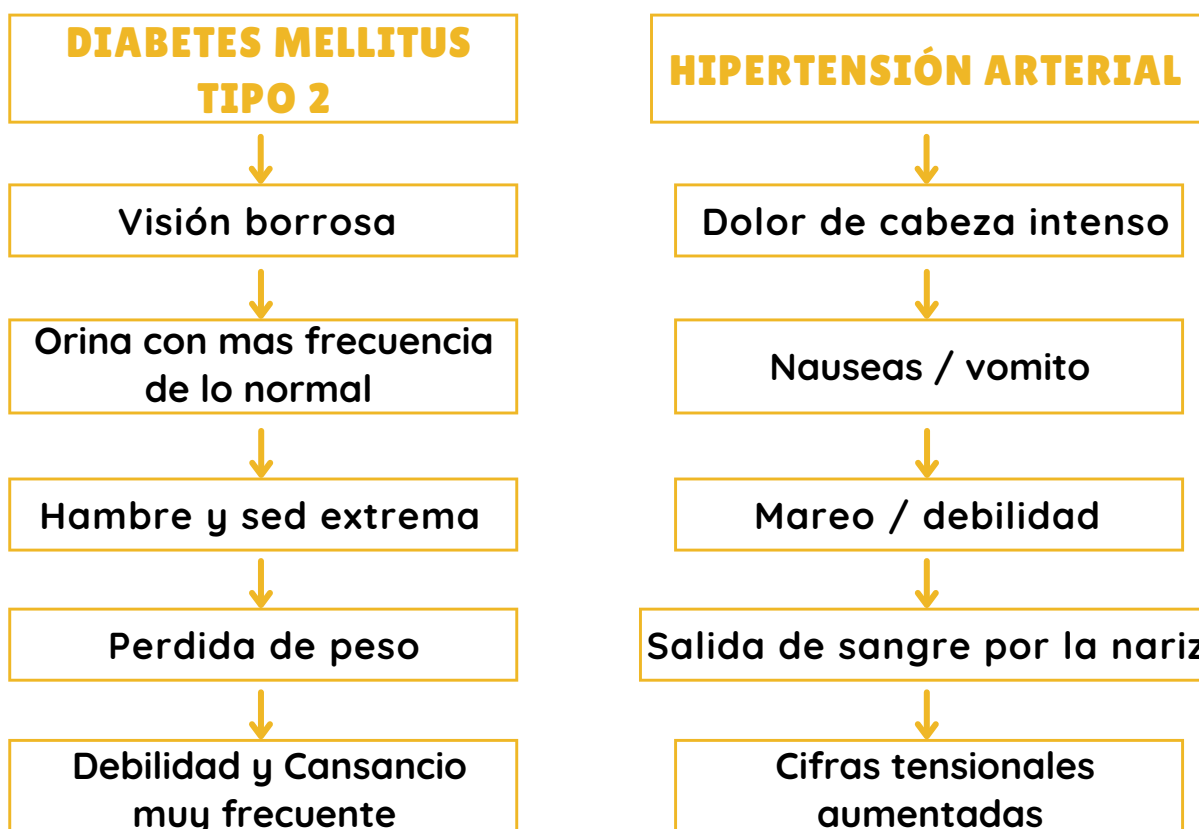 DIABETES MELLITUS
TIPO 2
Visión borrosa
Orina con mas frecuencia
de lo normal
Hambre y sed extrema
Perdida de peso
Debilidad y Cansancio
muy frecuente
HIPERTENSIÓN ARTERIAL
Dolor de cabeza intenso
Nauseas / vomito
Mareo / debilidad
Salida de sangre por la nariz
Cifras tensionales
aumentadas